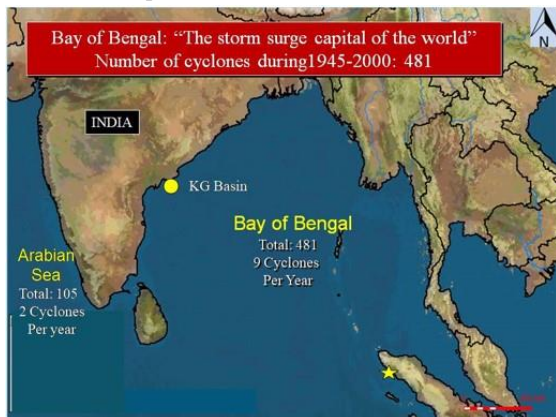 Bay of Bengal: “The storm surge capital of the world”
Number of cyclones during1945-2000: 481
N
INDIA
KG Basin
Bay of Bengal
Total: 481
9 Cyclones
Per Year
Arabian
Sea
Total: 105
2 Cyclones
Per year